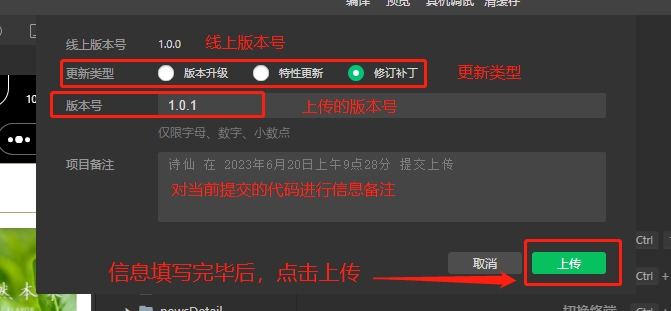 编译 预览 真机调试 清缓存
线上版本号 1.0.0 线上版本号
更新类型 版本升级 特性更新 修订补丁 更新类型
10
版本号 1.0.1 上传的版本号
仅限字母、数字、小数点
项目备注 诗仙 在 2023年6月20日上午9点28分 提交上传
对当前提交的代码进行信息备注
Ctrl
取消 上传
信息填写完毕后，点击上传
Ctrl +
木
newsDetail
切换终端 Ctrl